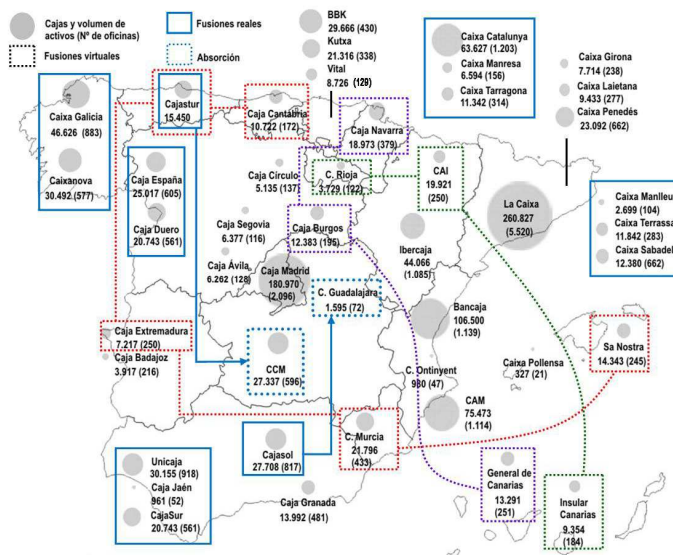 Cajas y volumen de
activos (Nº de oficinas)
Fusiones reales
Fusiones virtuales
Absorción
BBK
29.666 (430)
Kutxa
21.316 (338)
Vital
8.726 (129)
Caixa Catalunya
63.627 (1.203)
Caixa Manresa
6.594 (156)
Caixa Tarragona
11.342 (314)
Caixa Girona
7.714 (238)
Caixa Laietana
9.433 (277)
Caixa Penedés
23.092 (662)
Caixa Galicia
46.626 (883)
Caixanova
30.492 (577)
Cajastur
15.450
Caja Cantabria
10.722 (172)
Caja Navarra
18.973 (379)
Caja España
25.017 (605)
Caja Duero
20.743 (561)
Caja Círculo
5.135 (137)
C. Rioja
3.729 (122)
CAI
19.921
(250)
La Caixa
260.827
(5.520)
Caixa Manlleu
2.699 (104)
Caixa Terrassa
11.842 (283)
Caixa Sabadel
12.380 (662)
Caja Segovia
6.377 (116)
Caja Burgos
12.383 (195)
Ibercaja
44.066
(1.085)
Caja Ávila
6.262 (128)
Caja Madrid
180.970
(2.096)
C. Guadalajara
1.595 (72)
Bancaja
106.500
(1.139)
Caja Extremadura
7.217 (250)
Caja Badajoz
3.917 (216)
CCM
27.337 (596)
C. Ontinyent
930 (47)
Caixa Pollensa
327 (21)
Sa Nostra
14.343 (245)
CAM
75.473
(1.114)
Cajasol
27.708 (817)
C. Murcia
21.796
(433)
Unicaja
30.155 (918)
Caja Jaén
961 (52)
CajaSur
20.743 (561)
Caja Granada
13.992 (481)
General de
Canarias
13.291
(251)
Insular
Canarias
9.354
(184)